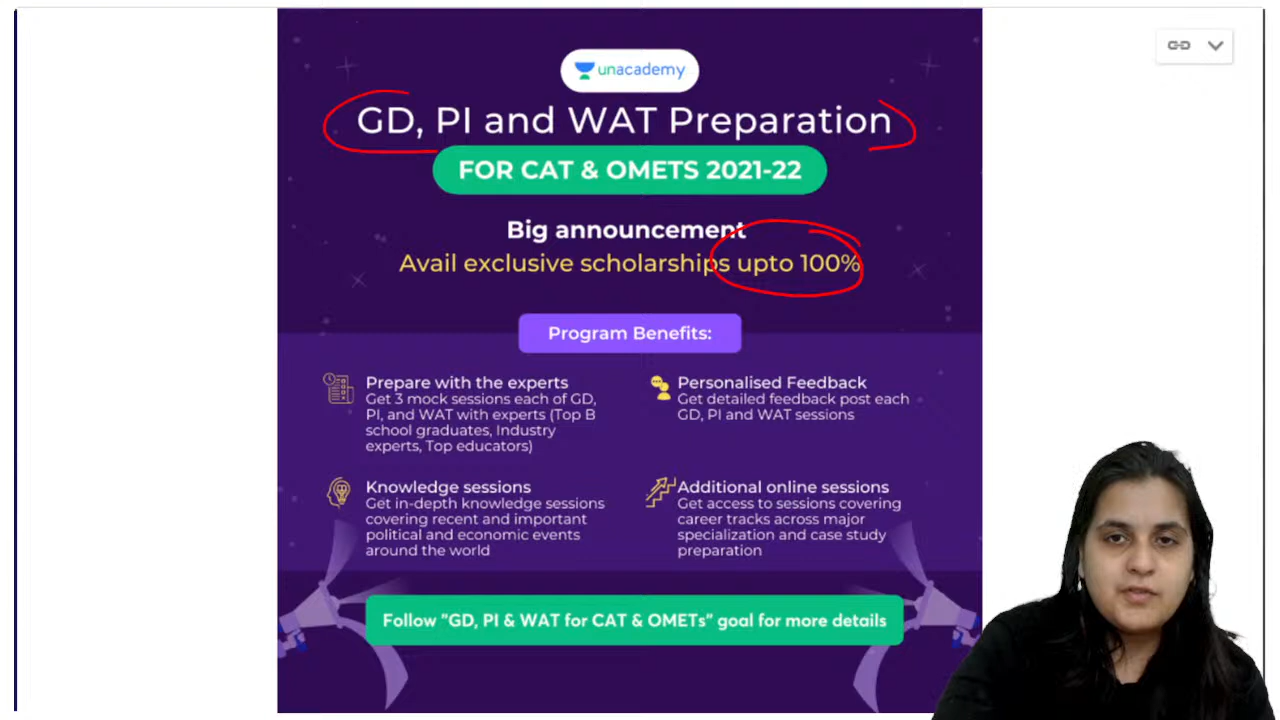 unacademy
GD, PI and WAT Preparation
FOR CAT & OMETS 2021-22
Big announcement
Avail exclusive scholarships upto 100%
Program Benefits:
Prepare with the experts
Get 3 mock sessions each of GD,
PI, and WAT with experts (Top B
school graduates, Industry
experts, Top educators)
Personalised Feedback
Get detailed feedback post each
GD, PI and WAT sessions
Knowledge sessions
Get in-depth knowledge sessions
covering recent and important
political and economic events
around the world
Additional online sessions
Get access to sessions covering
career tracks across major
specialization and case study
preparation
Follow "GD, PI & WAT for CAT & OMETs" goal for more details